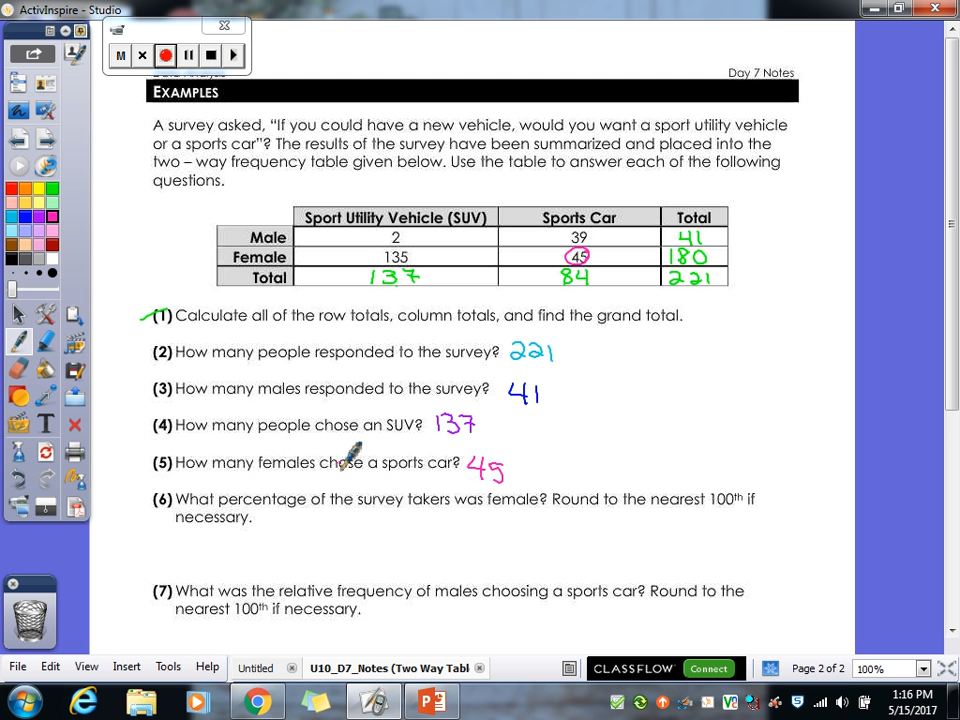 ActivInspire - Studio
M
Day 7 Notes
EXAMPLES
A survey asked, "If you could have a new vehicle, would you want a sport utility vehicle
or a sports car"? The results of the survey have been summarized and placed into the
two – way frequency table given below. Use the table to answer each of the following
questions.
Sport Utility Vehicle (SUV) Sports Car Total
Male 2 39 41
Female 135 45 180
Total 137 84 221
(1) Calculate all of the row totals, column totals, and find the grand total.
(2) How many people responded to the survey? 221
(3) How many males responded to the survey? 41
(4) How many people chose an SUV? 137
(5) How many females chose a sports car? 45
(6) What percentage of the survey takers was female? Round to the nearest 100th if
necessary.
(7) What was the relative frequency of males choosing a sports car? Round to the
nearest 100th if necessary.
File Edit View Insert Tools Help Untitled U10_D7_Notes (Two Way Tabl CLASSFLOW Connect Page 2 of 2 100%
1:16 PM
5/15/2017